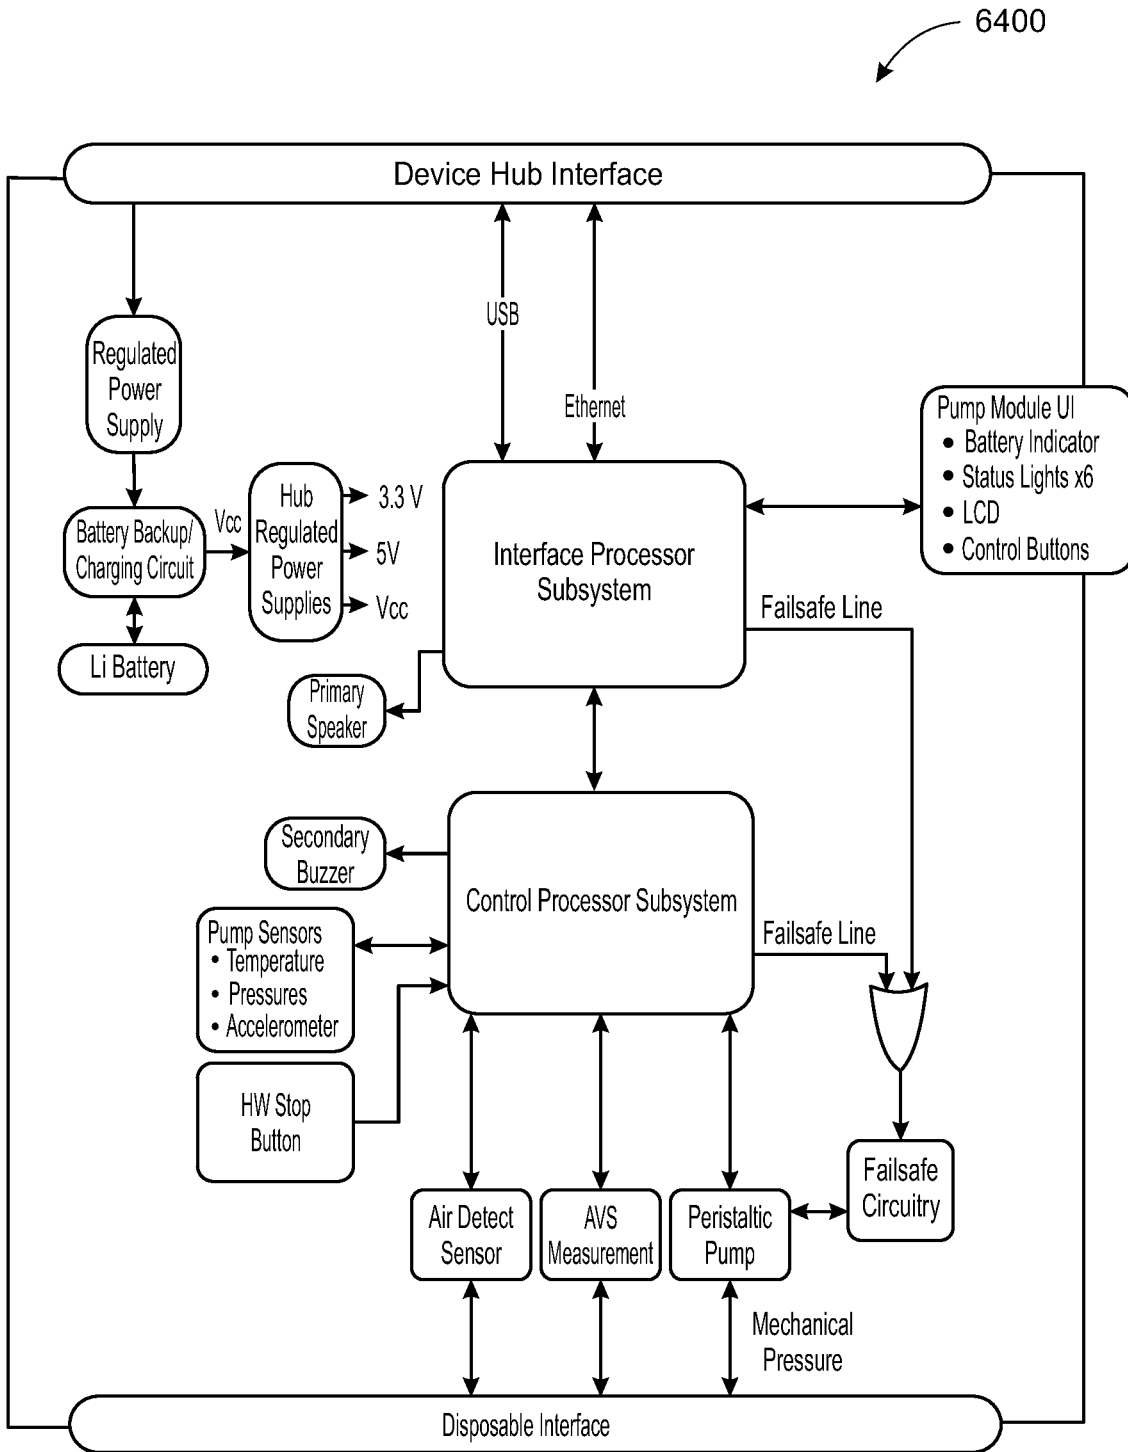 6400
Device Hub Interface
USB
Ethernet
Regulated
Power
Supply
Battery Backup/
Charging Circuit
Vcc
Hub
Regulated
Power
Supplies
3.3 V
5V
Vcc
Li Battery
Interface Processor
Subsystem
Pump Module UI
• Battery Indicator
• Status Lights x6
• LCD
• Control Buttons
Failsafe Line
Primary
Speaker
Secondary
Buzzer
Control Processor Subsystem
Failsafe Line
Pump Sensors
• Temperature
• Pressures
• Accelerometer
HW Stop
Button
Air Detect
Sensor
AVS
Measurement
Peristaltic
Pump
Failsafe
Circuitry
Mechanical
Pressure
Disposable Interface